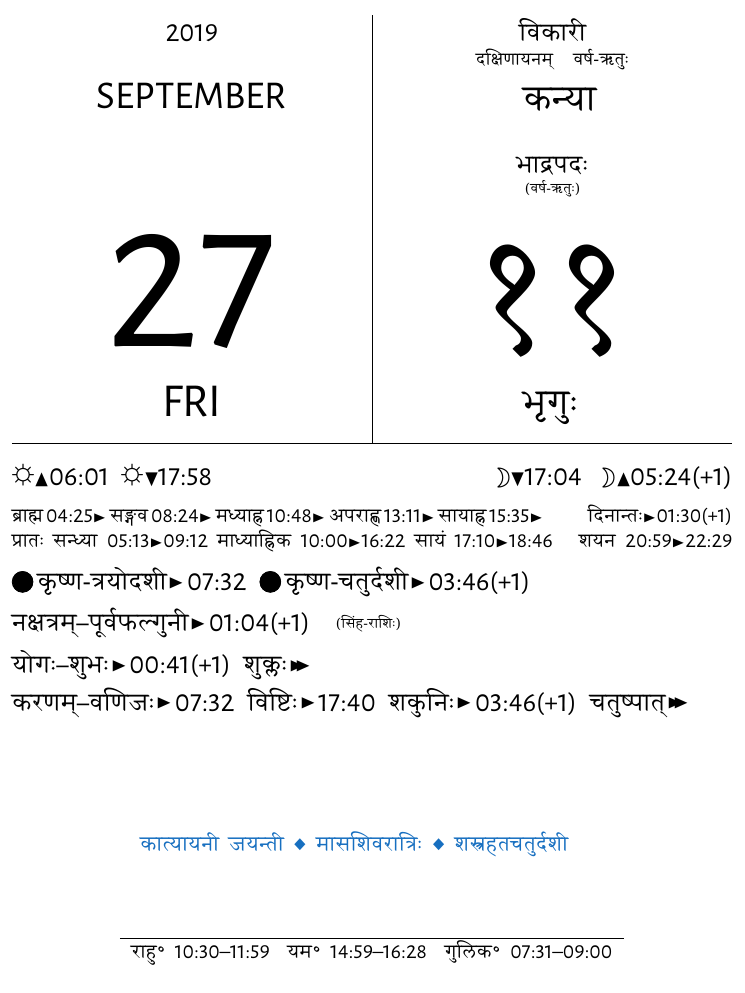 2019
SEPTEMBER
27
FRI
विकारी
दक्षिणायनम् वर्ष-ऋतुः
कन्या
भाद्रपदः
(वर्ष-ऋतुः)
११
भृगुः
☼▲06:01 ☼▼17:58 ☽▼17:04 ☽▲05:24(+1)
ब्राह्म 04:25► सङ्गव 08:24► मध्याह्न 10:48► अपराह्ण 13:11► सायाह्न 15:35► दिनान्तः►01:30(+1)
प्रातः सन्ध्या 05:13►09:12 माध्याह्निक 10:00►16:22 सायं 17:10►18:46 शयन 20:59►22:29
कृष्ण-त्रयोदशी► 07:32 कृष्ण-चतुर्दशी► 03:46(+1)
नक्षत्रम्–पूर्वफल्गुनी► 01:04(+1) (सिंह-राशिः)
योगः–शुभः► 00:41(+1) शुक्लः
करणम्–वणिजः► 07:32 विष्टिः►17:40 शकुनिः► 03:46(+1) चतुष्पात्
कात्यायनी जयन्ती ◆ मासशिवरात्रिः ◆ शस्त्रहतचतुर्दशी
राहु° 10:30–11:59 यम° 14:59–16:28 गुलिक° 07:31–09:00